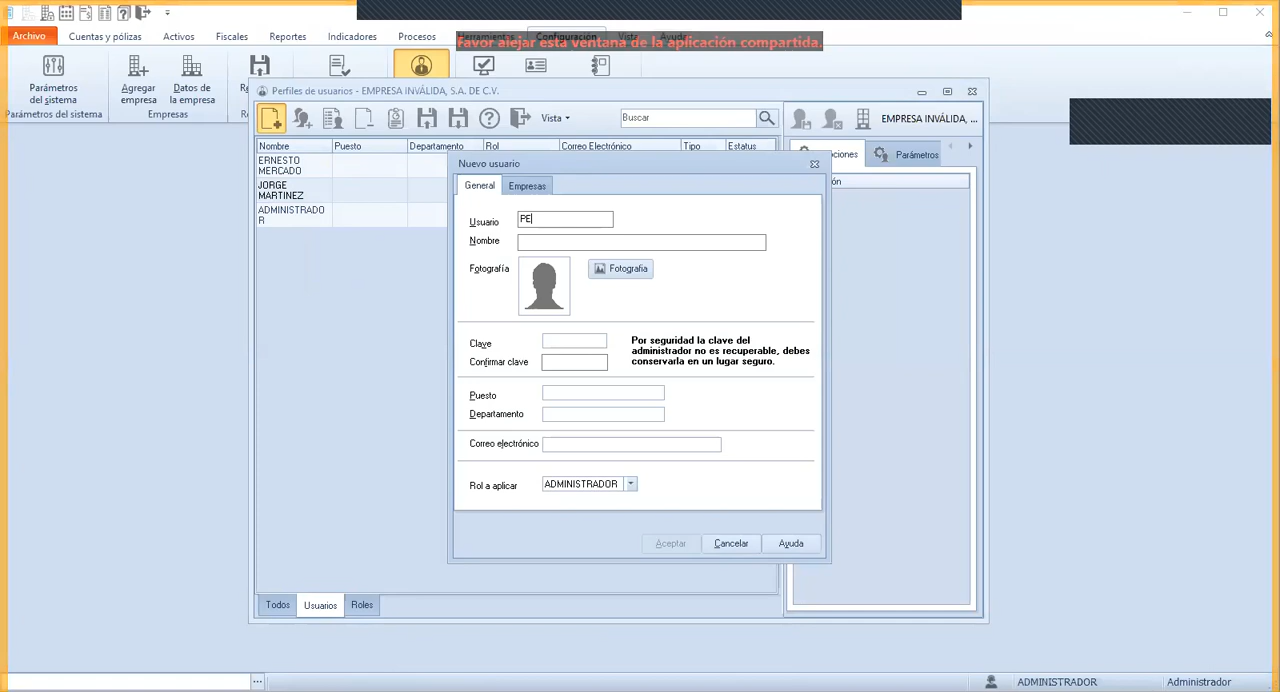 Archivo Cuentas y pólizas Activos Fiscales Reportes Indicadores Procesos Herramientas Configuración Vista Ayuda
Favor alejar esta ventana de la aplicación compartida.
Parámetros
del sistema
Agregar
empresa
Datos de
la empresa
Parámetros del sistema Empresas
Perfiles de usuarios - EMPRESA INVÁLIDA, S.A. DE C.V.
Vista Buscar EMPRESA INVÁLIDA, ...
Nombre Puesto Departamento Rol Correo Electrónico Tipo Estatus
Parámetros
ERNESTO
MERCADO
JORGE
MARTINEZ
ADMINISTRADO
R
Nuevo usuario
General Empresas
Usuario PE
Nombre
Fotografía Fotografía
Clave
Confirmar clave
Por seguridad la clave del
administrador no es recuperable, debes
conservarla en un lugar seguro.
Puesto
Departamento
Correo electrónico
Rol a aplicar ADMINISTRADOR
Aceptar Cancelar Ayuda
Todos Usuarios Roles
ADMINISTRADOR Administrador